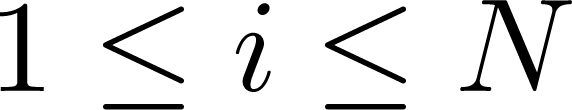 1 ≤ i ≤ N